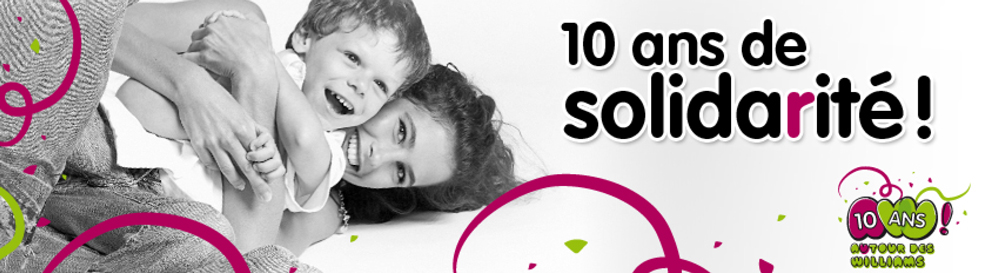 10 ans de
solidarité !
10 ANS !
AUTOUR DES
WILLIAMS